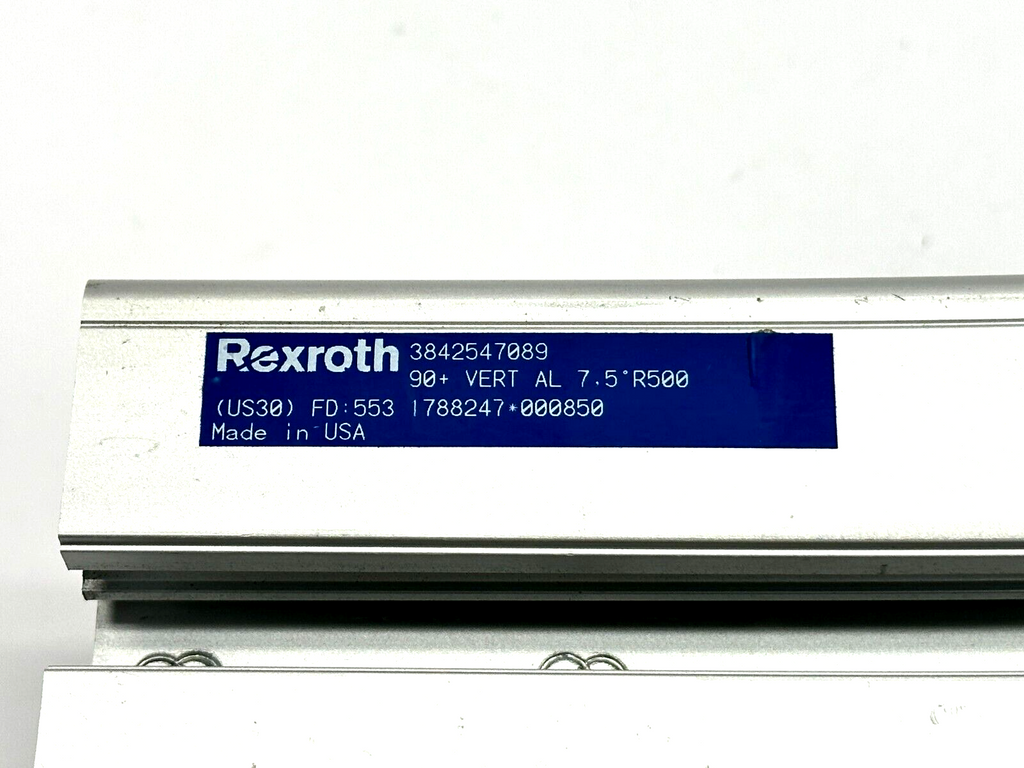 Rexroth 3842547089
90+ VERT AL 7.5°R500
(US30) FD:553 1788247*000850
Made in USA